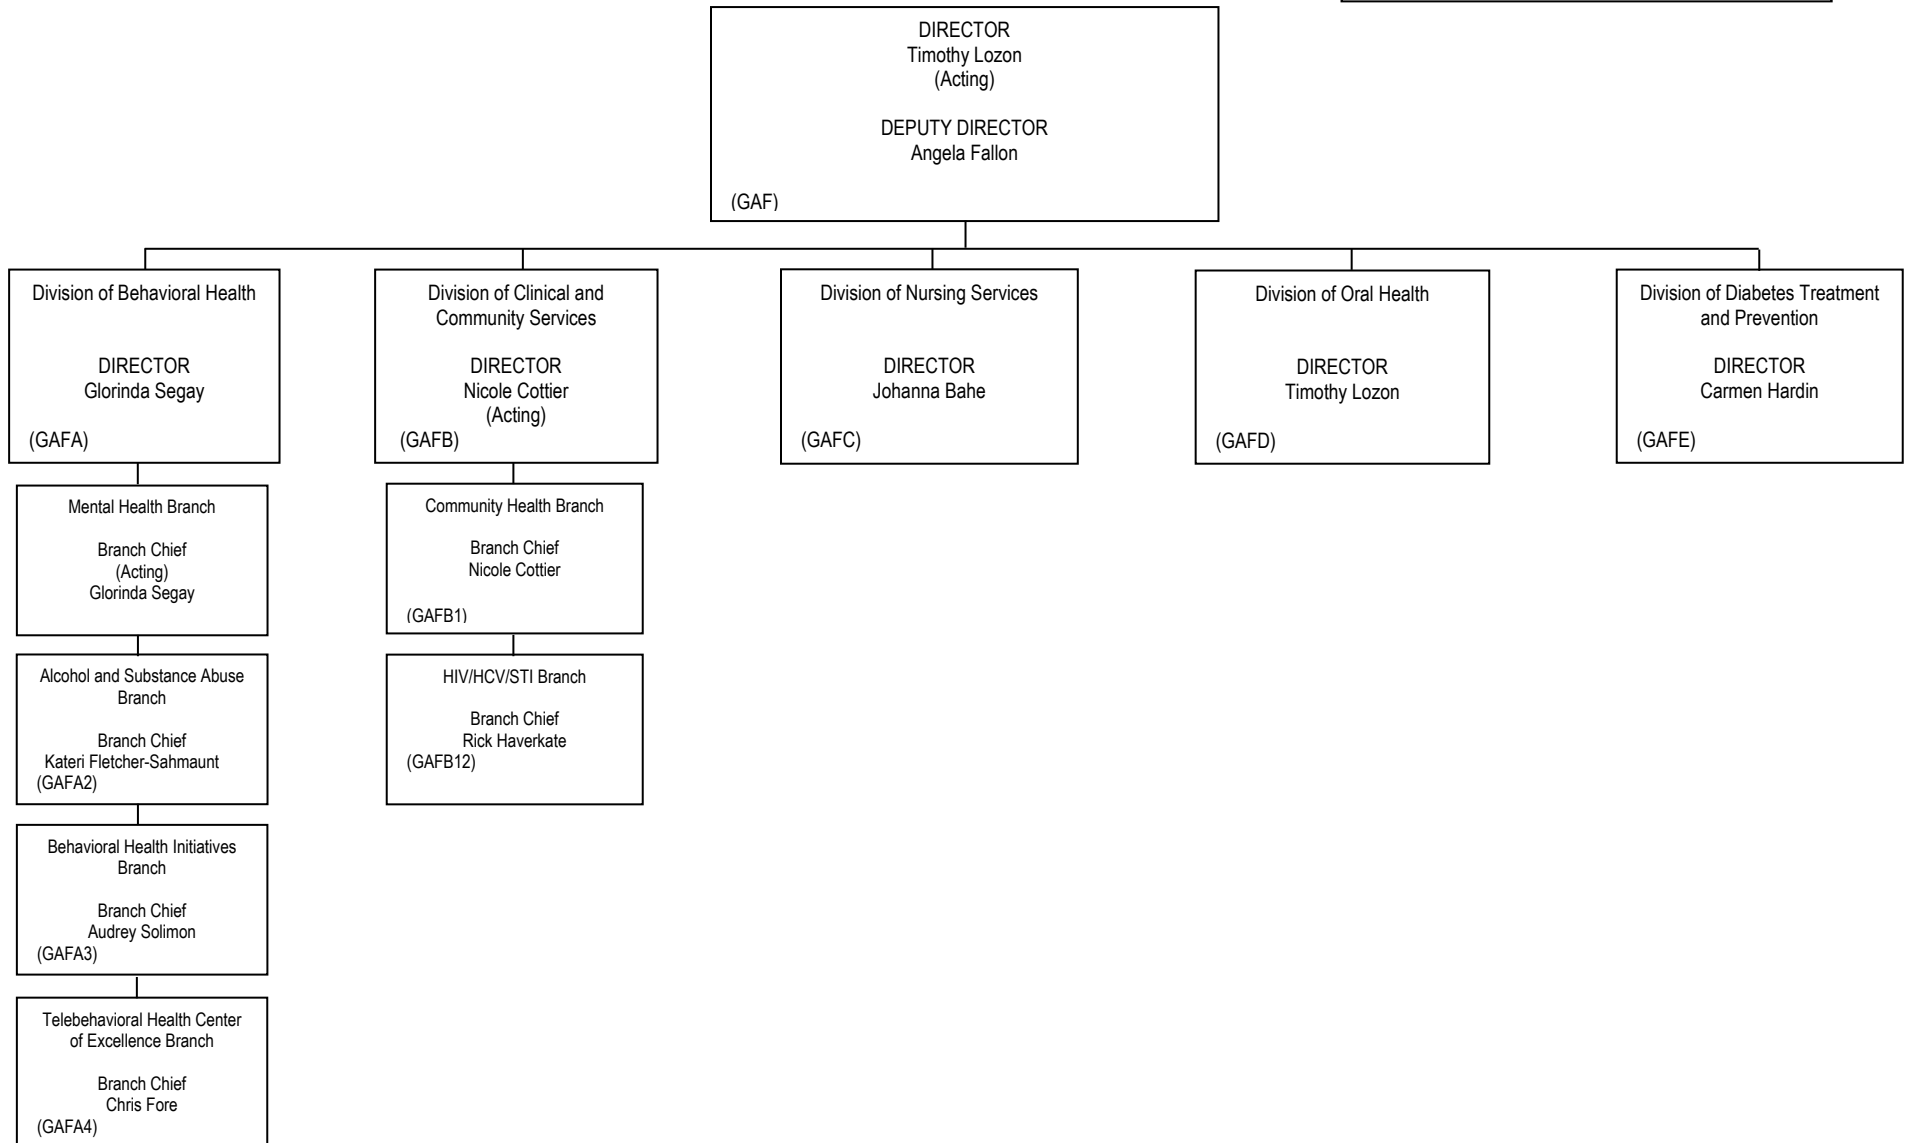 DIRECTOR
Timothy Lozon
(Acting)
DEPUTY DIRECTOR
Angela Fallon
(GAF)
Division of Behavioral Health
DIRECTOR
Glorinda Segay
(GAFA)
Division of Clinical and
Community Services
DIRECTOR
Nicole Cottier
(Acting)
(GAFB)
Division of Nursing Services
DIRECTOR
Johanna Bahe
(GAFC)
Division of Oral Health
DIRECTOR
Timothy Lozon
(GAFD)
Division of Diabetes Treatment
and Prevention
DIRECTOR
Carmen Hardin
(GAFE)
Mental Health Branch
Branch Chief
(Acting)
Glorinda Segay
Alcohol and Substance Abuse
Branch
Branch Chief
Kateri Fletcher-Sahmaunt
(GAFA2)
Behavioral Health Initiatives
Branch
Branch Chief
Audrey Solimon
(GAFA3)
Telebehavioral Health Center
of Excellence Branch
Branch Chief
Chris Fore
(GAFA4)
Community Health Branch
Branch Chief
Nicole Cottier
(GAFB1)
HIV/HCV/STI Branch
Branch Chief
Rick Haverkate
(GAFB12)